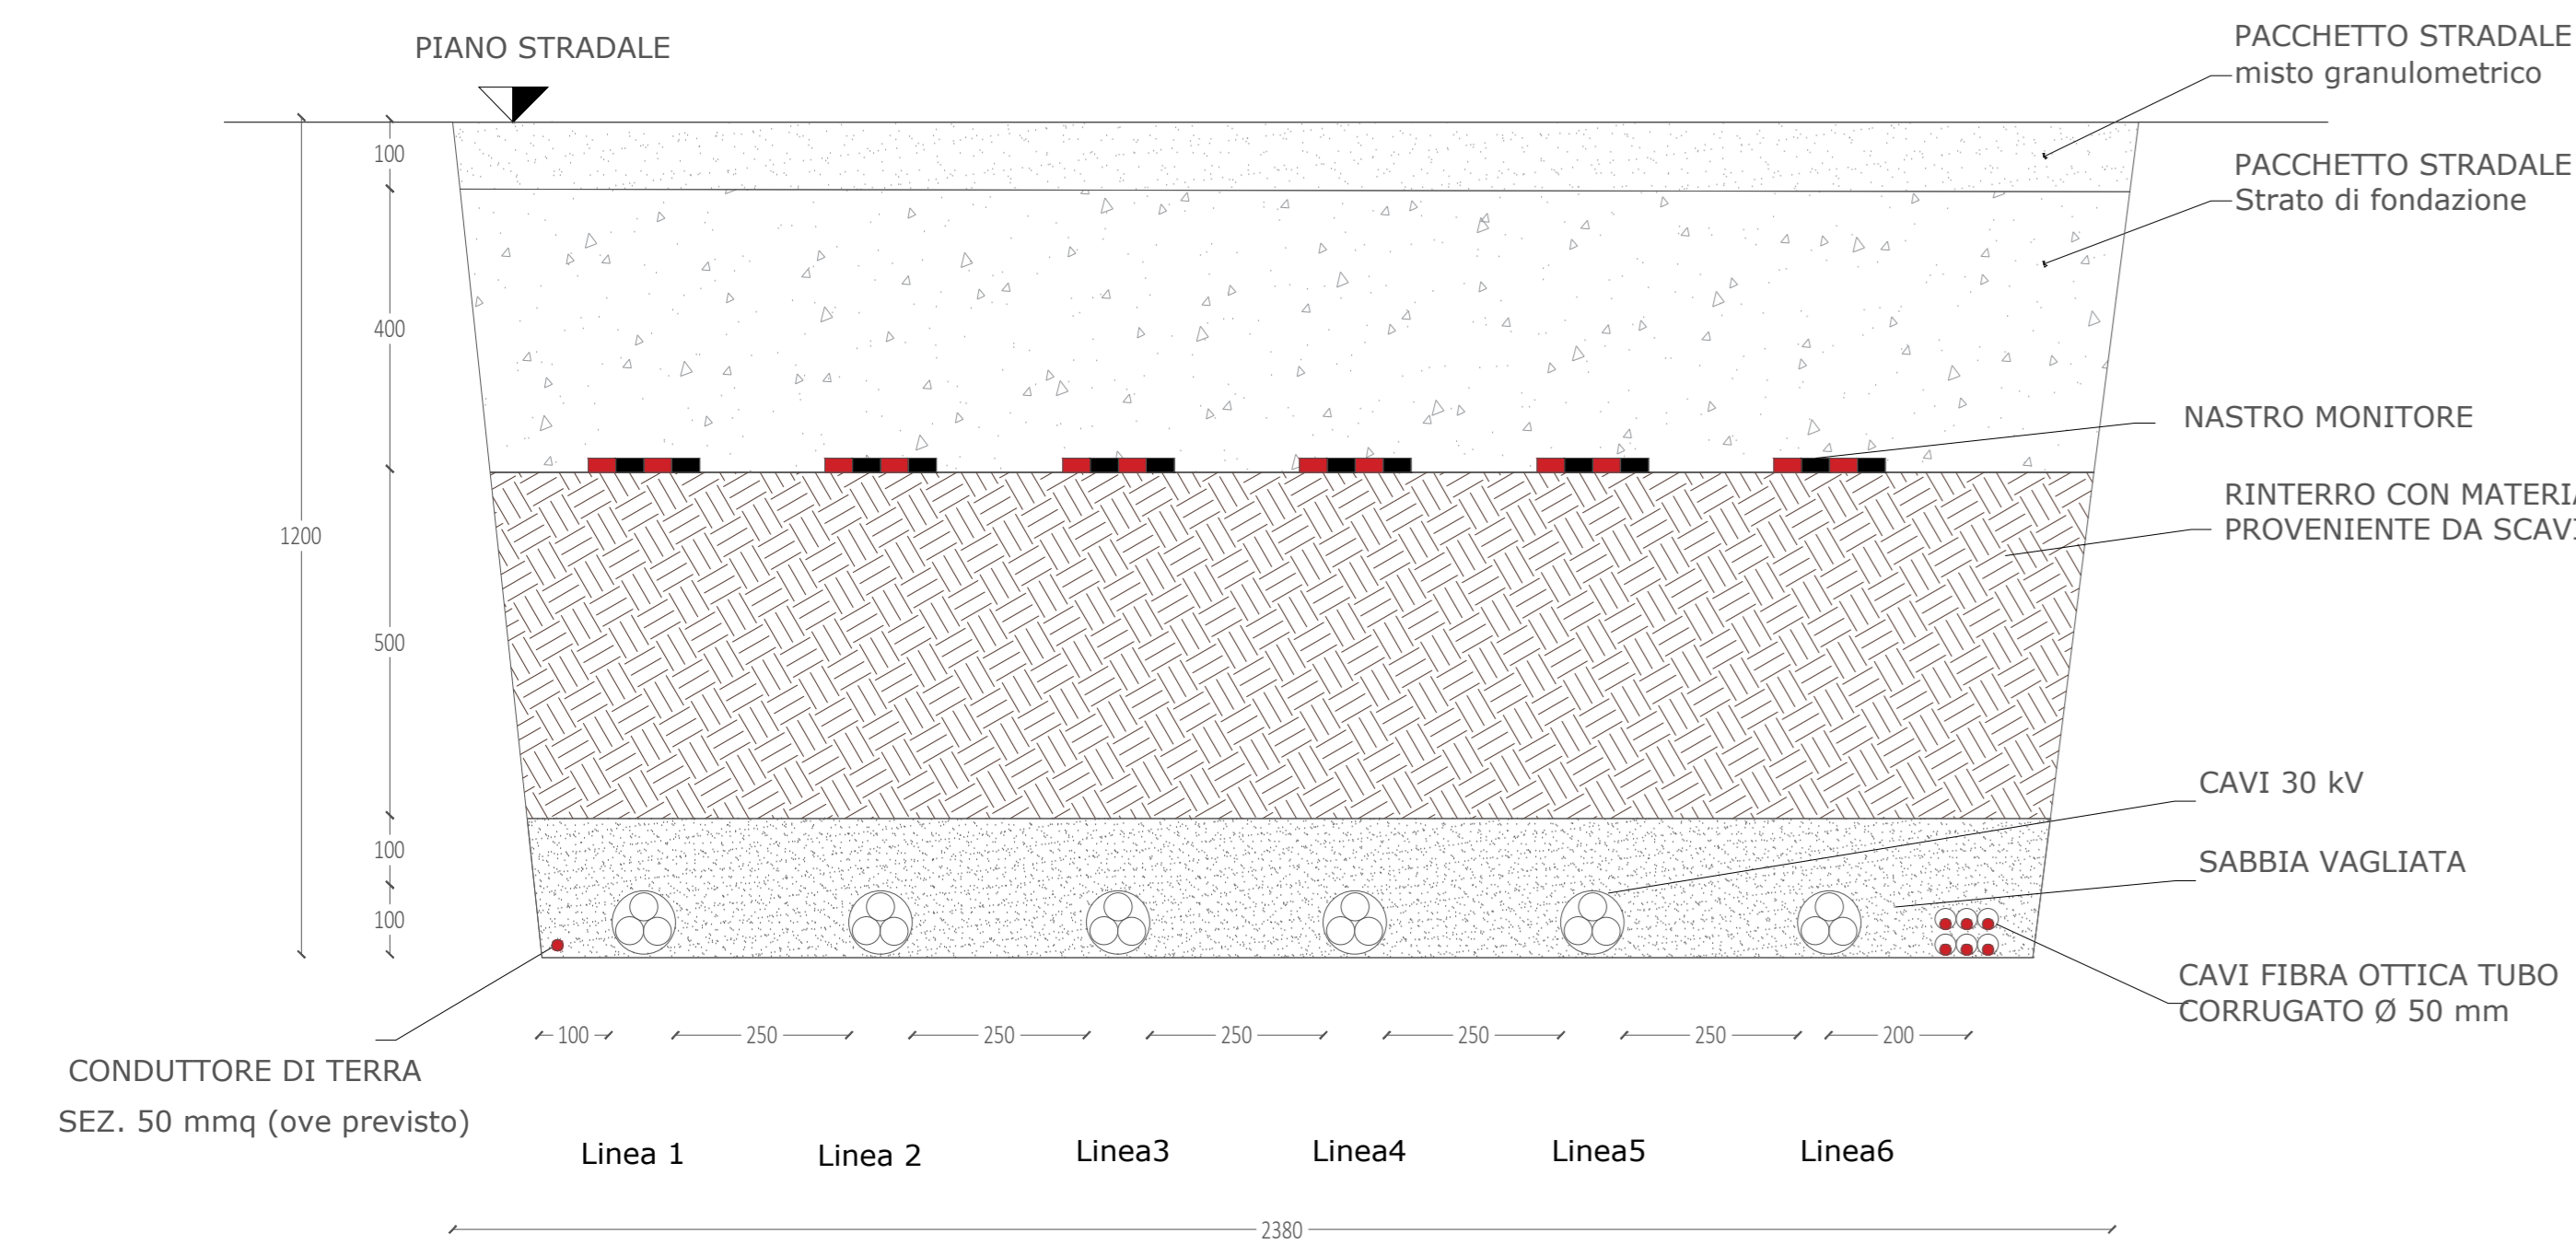 PIANO STRADALE
PACCHETTO STRADALE
misto granulometrico
100
PACCHETTO STRADALE
Strato di fondazione
400
NASTRO MONITORE
RINTERRO CON MATERIA
PROVENIENTE DA SCAVI
1200
500
CAVI 30 kV
100
SABBIA VAGLIATA
100
CAVI FIBRA OTTICA TUBO
CORRUGATO Ø 50 mm
100 250 250 250 250 250 200
CONDUTTORE DI TERRA
SEZ. 50 mmq (ove previsto)
Linea 1 Linea 2 Linea3 Linea4 Linea5 Linea6
2380